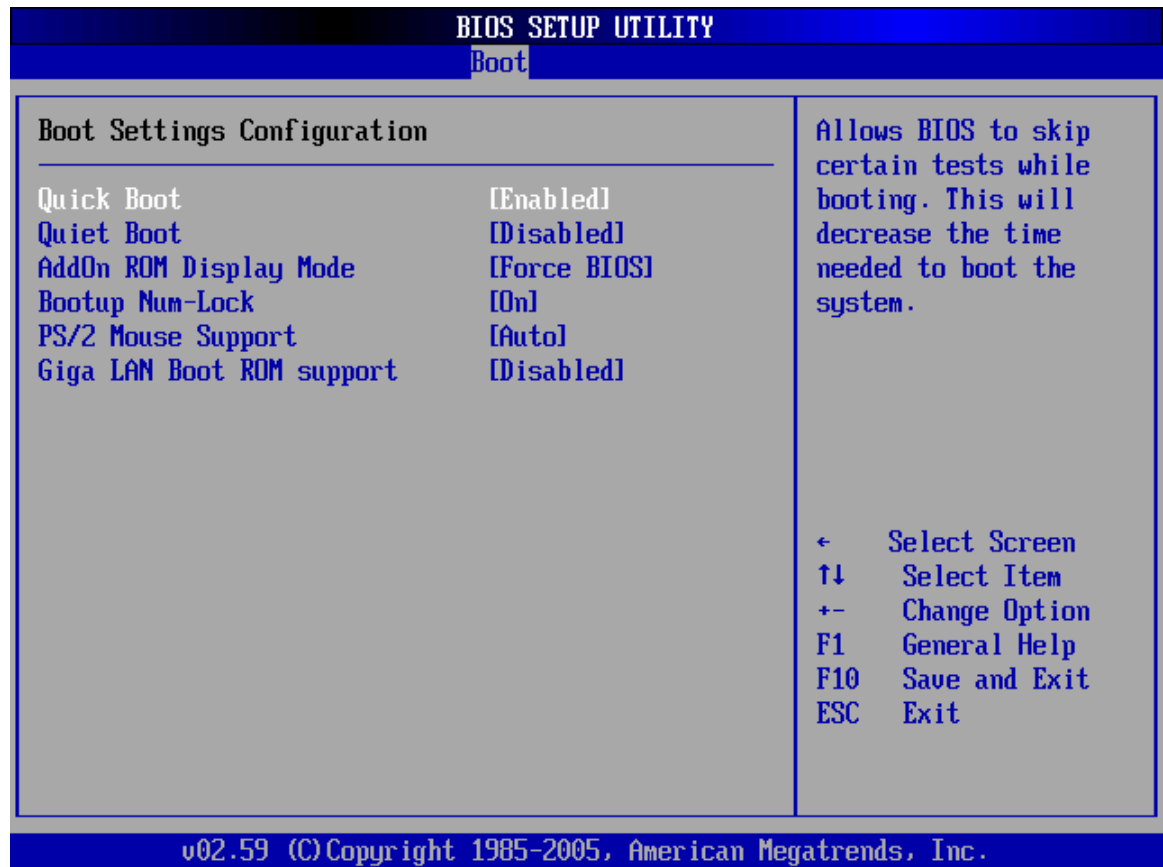 BIOS SETUP UTILITY
Boot
Boot Settings Configuration
Quick Boot [Enabled]
Quiet Boot [Disabled]
AddOn ROM Display Mode [Force BIOS]
Bootup Num-Lock [On]
PS/2 Mouse Support [Auto]
Giga LAN Boot ROM support [Disabled]
Allows BIOS to skip
certain tests while
booting. This will
decrease the time
needed to boot the
system.
← Select Screen
↑↓ Select Item
+- Change Option
F1 General Help
F10 Save and Exit
ESC Exit
v02.59 (C)Copyright 1985-2005, American Megatrends, Inc.